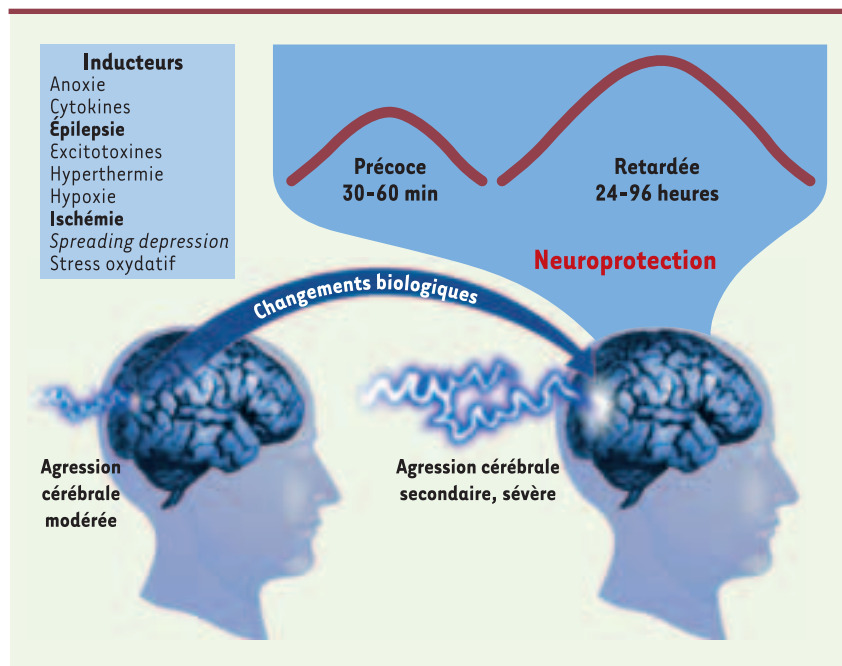 Inducteurs
Anoxie
Cytokines
Épilepsie
Excitotoxines
Hyperthermie
Hypoxie
Ischémie
Spreading depression
Stress oxydatif
Précoce
30-60 min
Retardée
24-96 heures
Neuroprotection
Changements biologiques
Agression
cérébrale
modérée
Agression cérébrale
secondaire, sévère